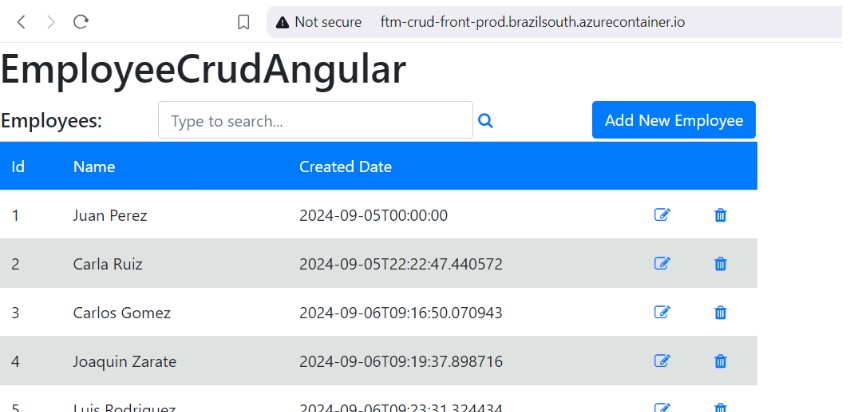 Not secure ftm-crud-front-prod.brazilsouth.azurecontainer.io
EmployeeCrudAngular
Employees: Type to search... Add New Employee
Id Name Created Date
1 Juan Perez 2024-09-05T00:00:00
2 Carla Ruiz 2024-09-05T22:22:47.440572
3 Carlos Gomez 2024-09-06T09:16:50.070943
4 Joaquin Zarate 2024-09-06T09:19:37.898716
5 Luis Rodriguez 2024-09-06T09:23:31.324434